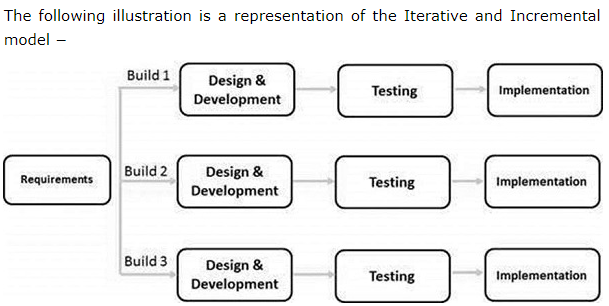 The following illustration is a representation of the Iterative and Incremental
model –
Build 1
Design &
Development
Testing
Implementation
Requirements
Build 2
Design &
Development
Testing
Implementation
Build 3
Design &
Development
Testing
Implementation